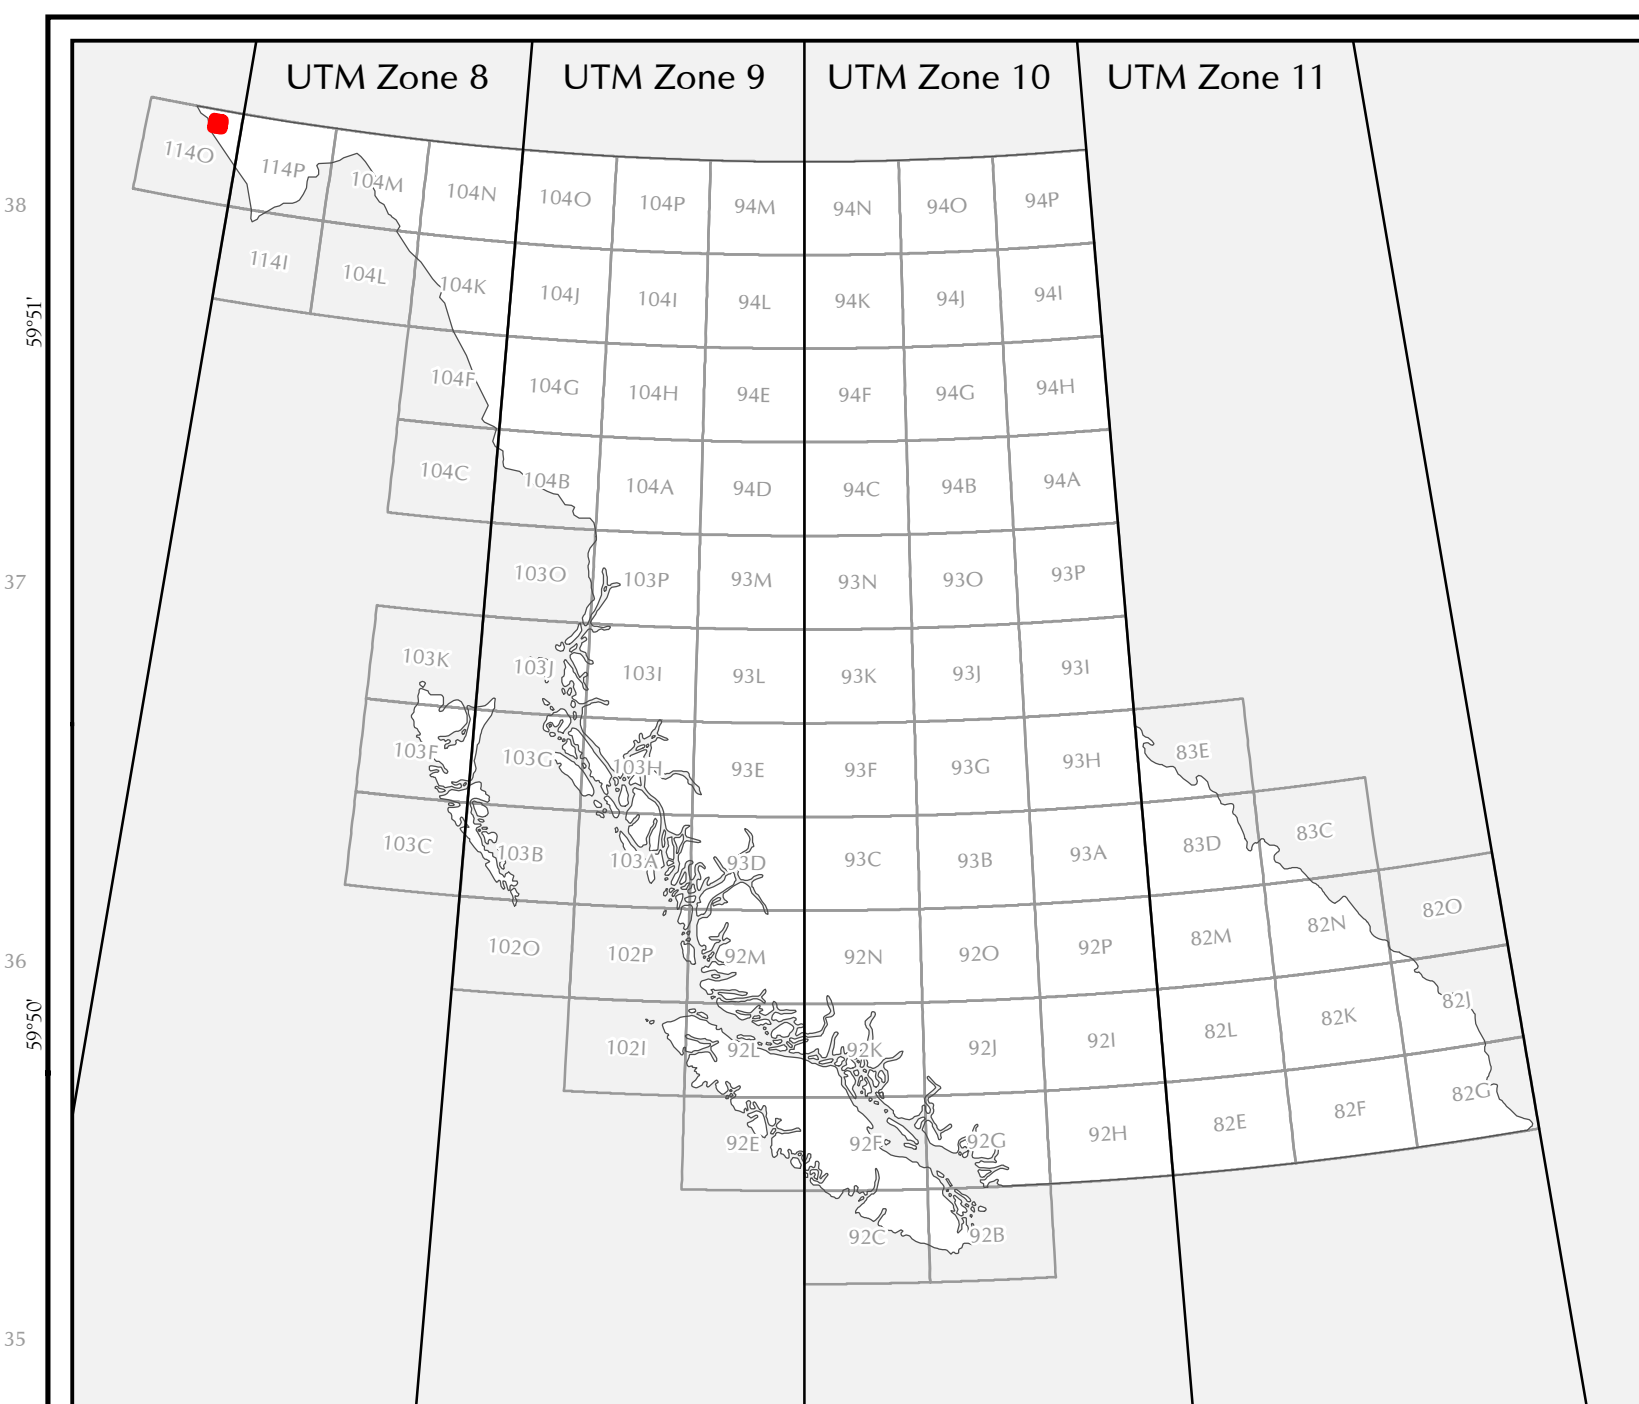 UTM Zone 8 UTM Zone 9 UTM Zone 10 UTM Zone 11
114O 114P 104M 104N 104O 104P 94M 94N 94O 94P
38
114I 104L 104K 104J 104I 94L 94K 94J 94I
59°51'
104F 104G 104H 94E 94F 94G 94H
104C 104B 104A 94D 94C 94B 94A
37
103O 103P 93M 93N 93O 93P
103K 103J 103I 93L 93K 93J 93I
103F 103G 103H 93E 93F 93G 93H 83E
103C 103B 103A 93D 93C 93B 93A 83D 83C
36
102O 102P 92M 92N 92O 92P 82M 82N 82O
59°50'
102I 92L 92K 92J 92I 82L 82K 82J
92E 92F 92G 92H 82E 82F 82G
92C 92B
35